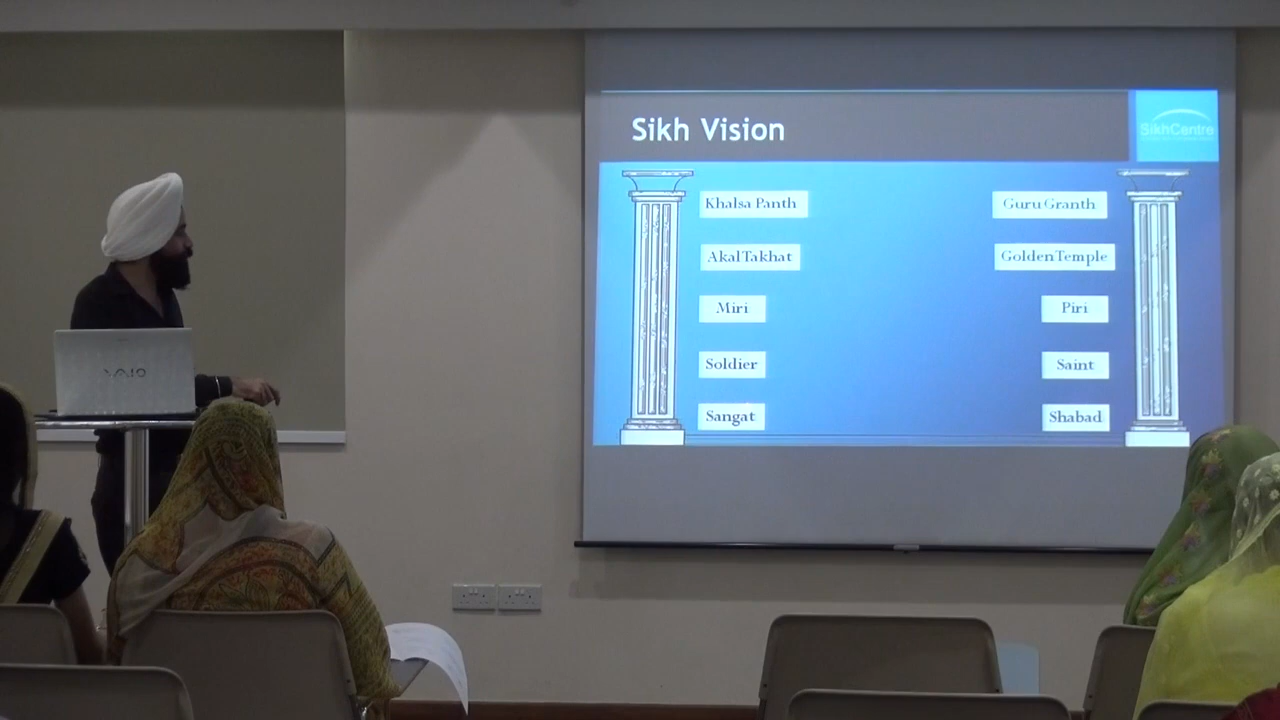 Sikh Vision
SikhCentre
Khalsa Panth
Guru Granth
Akal Takhat
Golden Temple
Miri
Piri
Soldier
Saint
Sangat
Shabad
VAIO